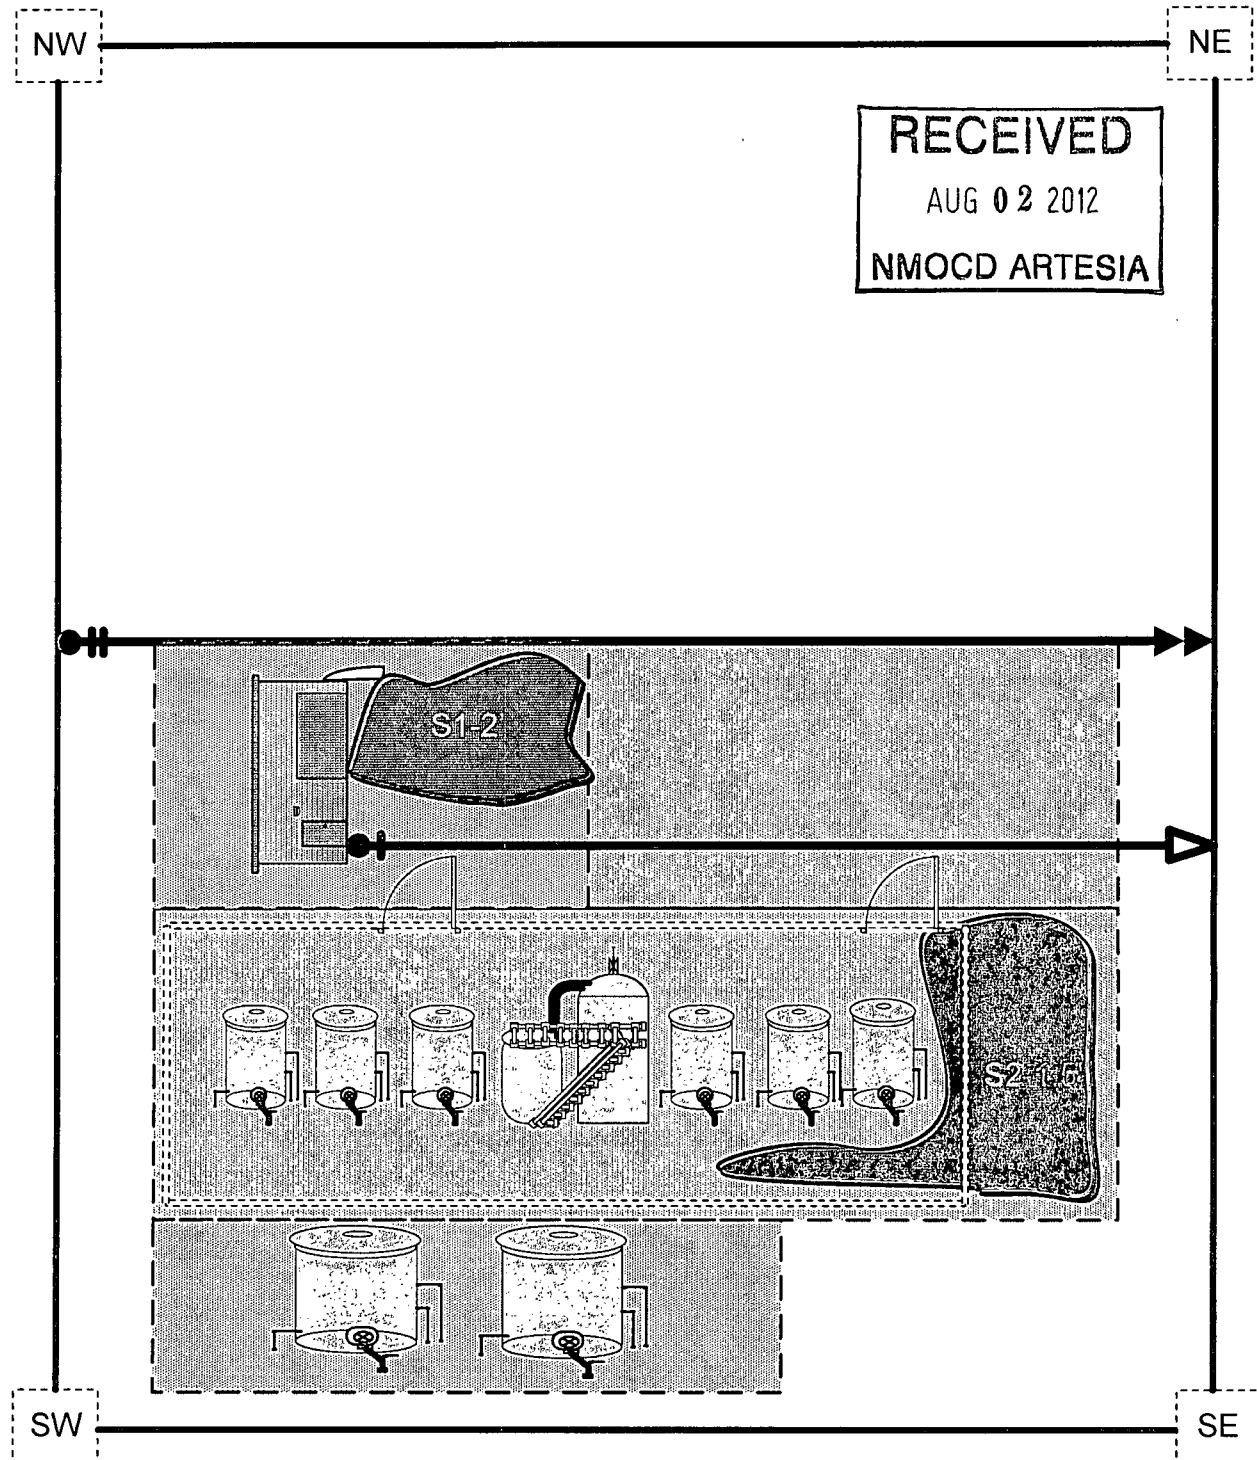 NW
NE
RECEIVED
AUG 02 2012
NMOCD ARTESIA
S1-2
S2-1.5
SW
SE